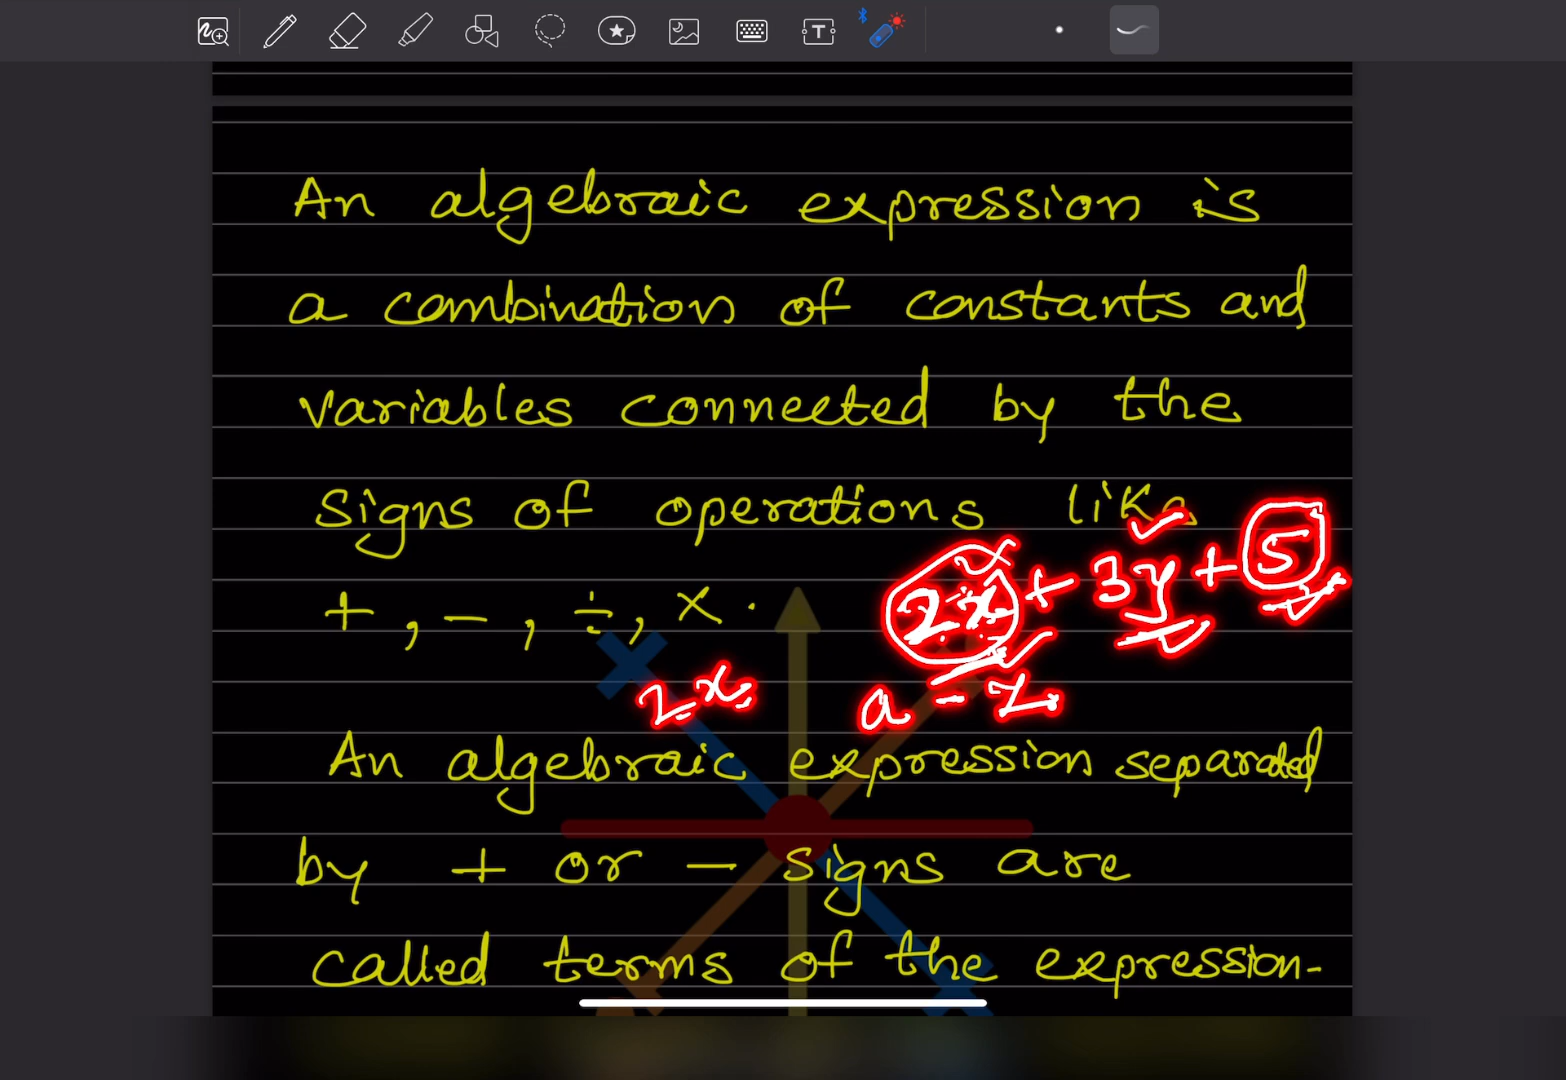 An algebraic expression is
a combination of constants and
variables connected by the
signs of operations like
+ , - , ÷ , × .
2x + 3y + 5
2x
a - z
An algebraic expression separated
by + or - signs are
called terms of the expression-